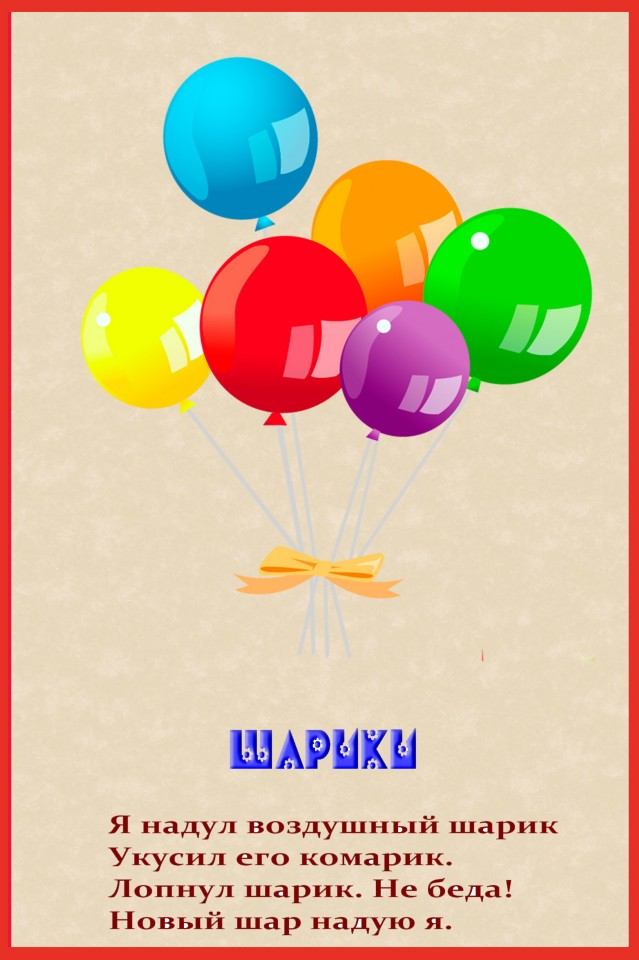 ШАРИКИ
Я надул воздушный шарик
Укусил его комарик.
Лопнул шарик. Не беда!
Новый шар надую я.